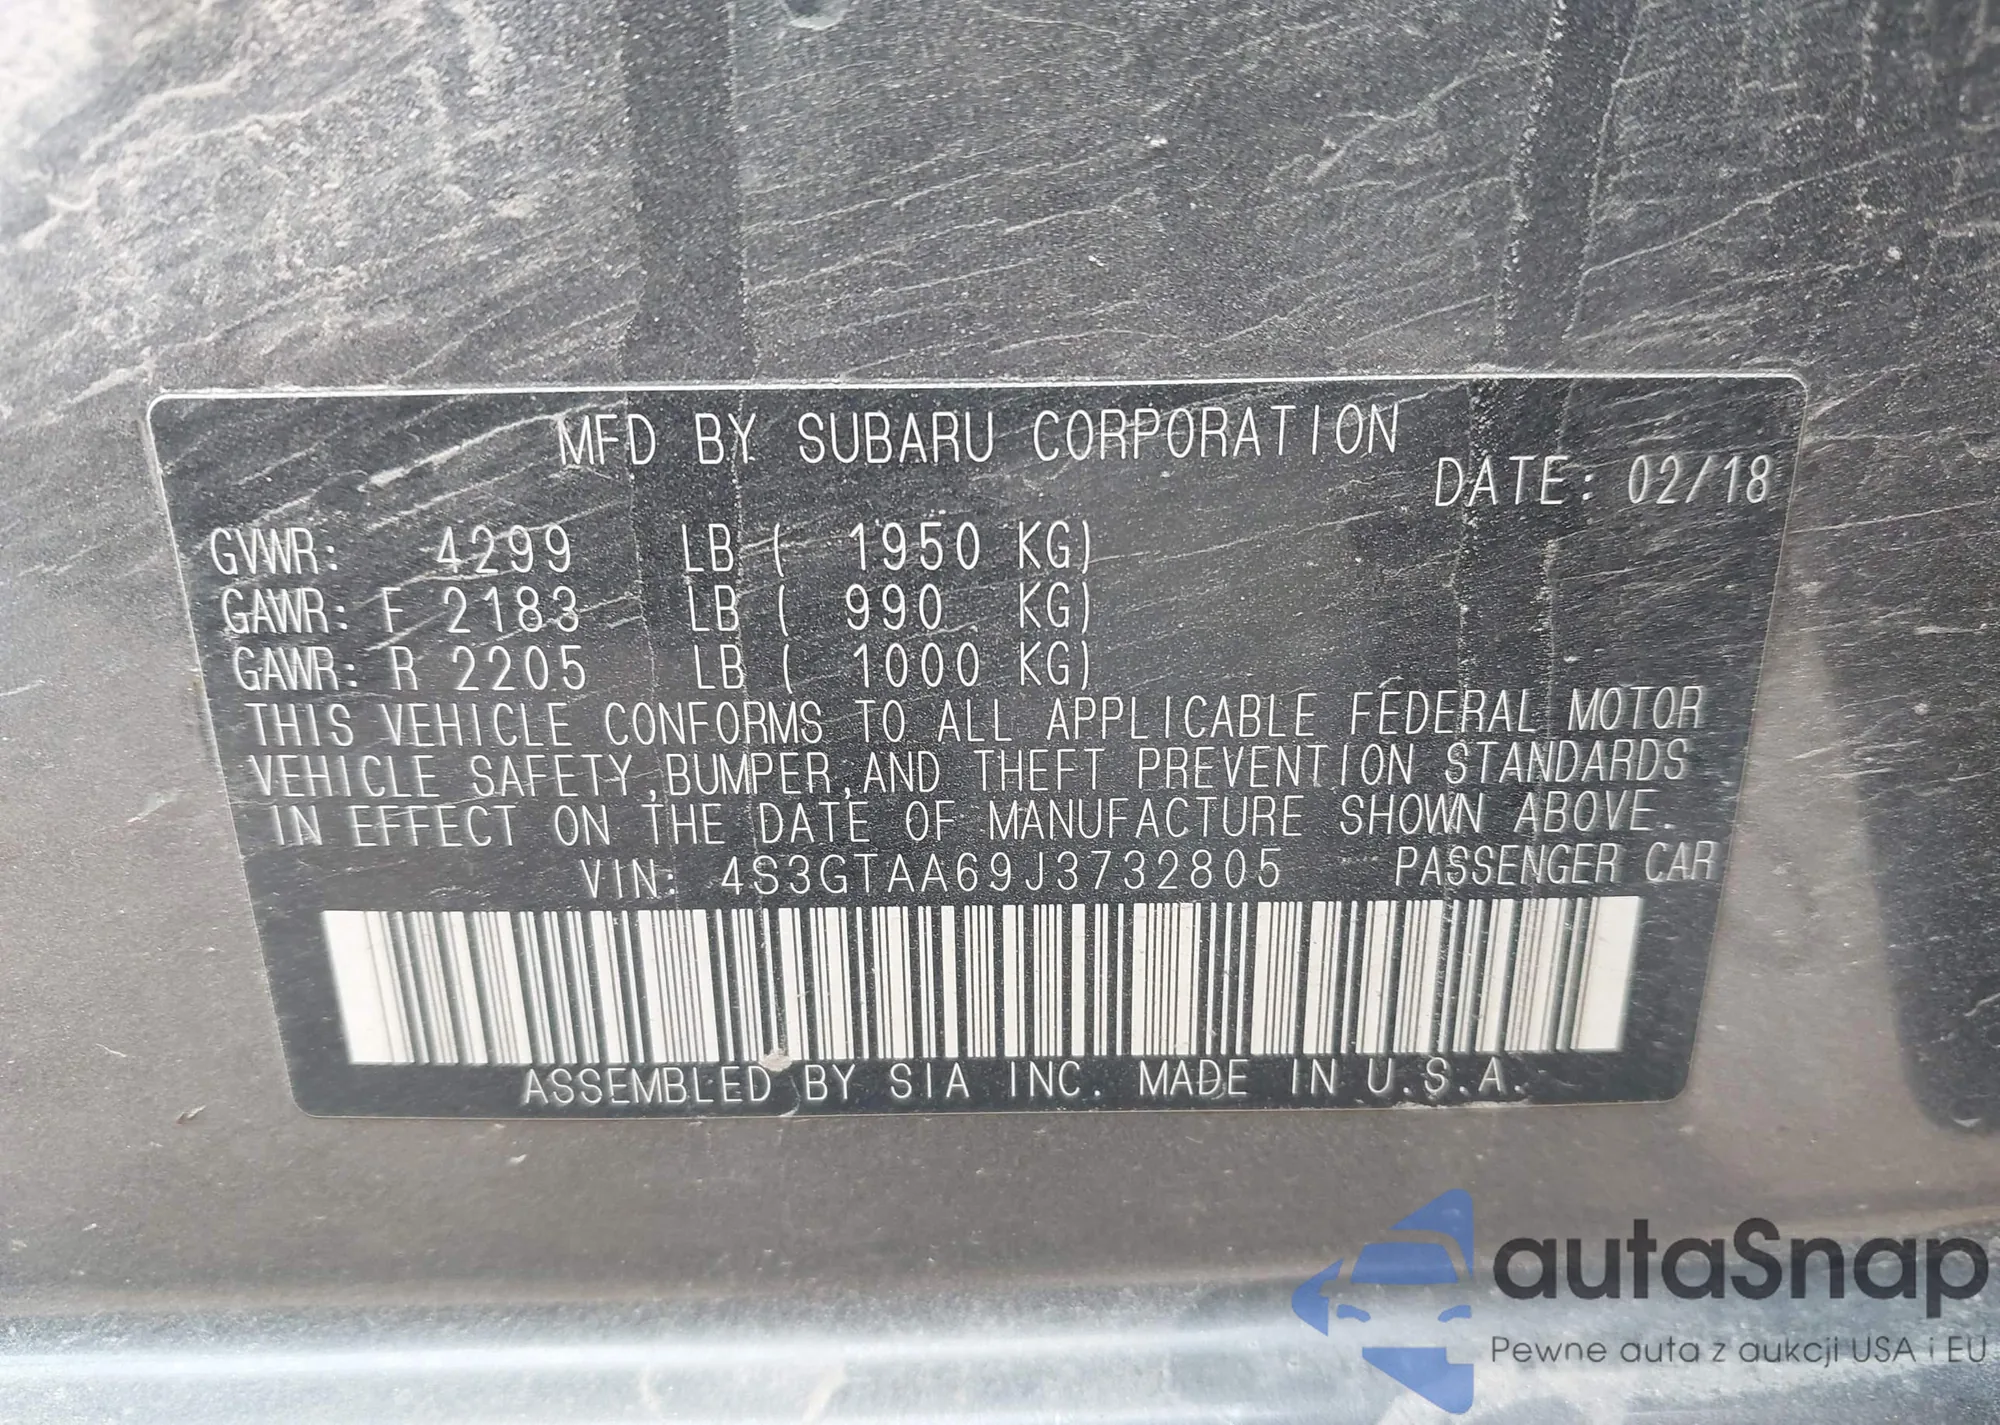 MFD BY SUBARU CORPORATION
DATE: 02/18
GVWR: 4299 LB ( 1950 KG)
GAWR: F 2183 LB ( 990 KG)
GAWR: R 2205 LB ( 1000 KG)
THIS VEHICLE CONFORMS TO ALL APPLICABLE FEDERAL MOTOR
VEHICLE SAFETY,BUMPER,AND THEFT PREVENTION STANDARDS
IN EFFECT ON THE DATE OF MANUFACTURE SHOWN ABOVE.
VIN: 4S3GTAA69J3732805 PASSENGER CAR
ASSEMBLED BY SIA INC. MADE IN U.S.A.
autaSnap
Pewne auta z aukcji USA i EU